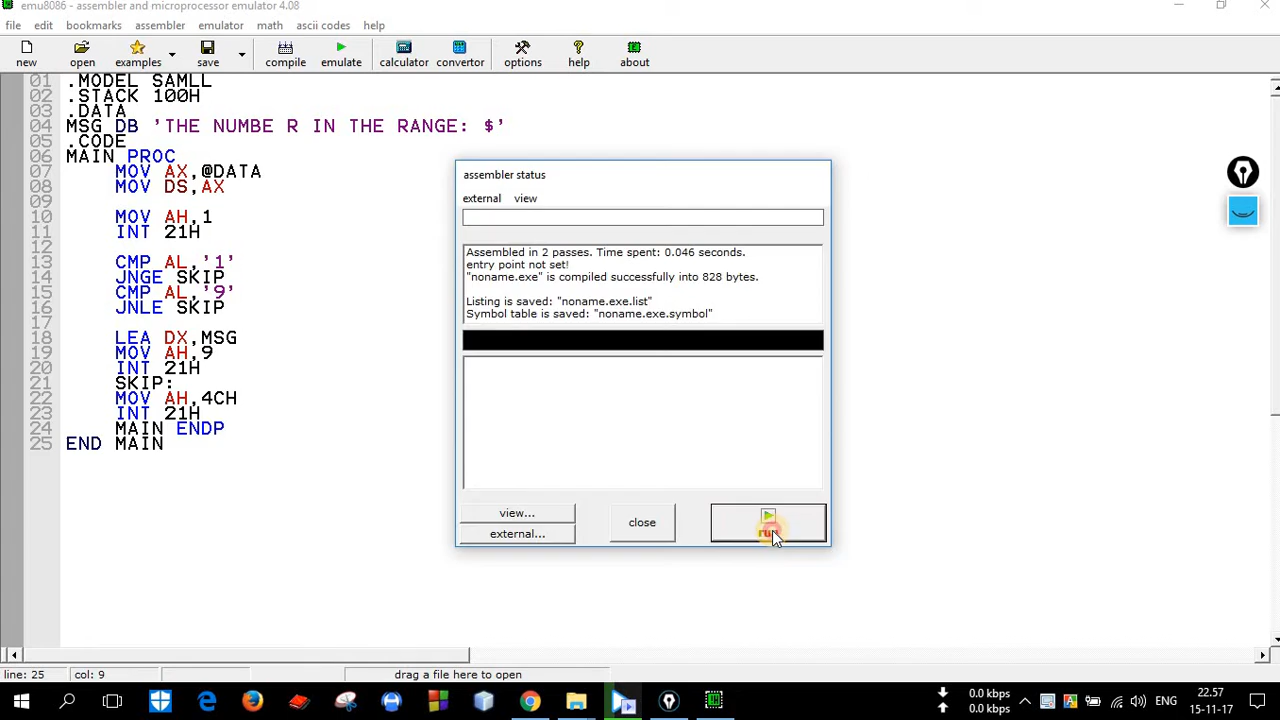 emu8086 - assembler and microprocessor emulator 4.08
file edit bookmarks assembler emulator math ascii codes help
new open examples save compile emulate calculator convertor options help about
01 .MODEL SAMLL
02 .STACK 100H
03 .DATA
04 MSG DB 'THE NUMBE R IN THE RANGE: $'
05 .CODE
06 MAIN PROC
07 MOV AX,@DATA
08 MOV DS,AX
09
10 MOV AH,1
11 INT 21H
12
13 CMP AL,'1'
14 JNGE SKIP
15 CMP AL,'9'
16 JNLE SKIP
17
18 LEA DX,MSG
19 MOV AH,9
20 INT 21H
21 SKIP:
22 MOV AH,4CH
23 INT 21H
24 MAIN ENDP
25 END MAIN
assembler status
external view
Assembled in 2 passes. Time spent: 0.046 seconds.
entry point not set!
"noname.exe" is compiled successfully into 828 bytes.
Listing is saved: "noname.exe.list"
Symbol table is saved: "noname.exe.symbol"
view...
external...
close
run
line: 25 col: 9 drag a file here to open
0.0 kbps
0.0 kbps
ENG
22.57
15-11-17